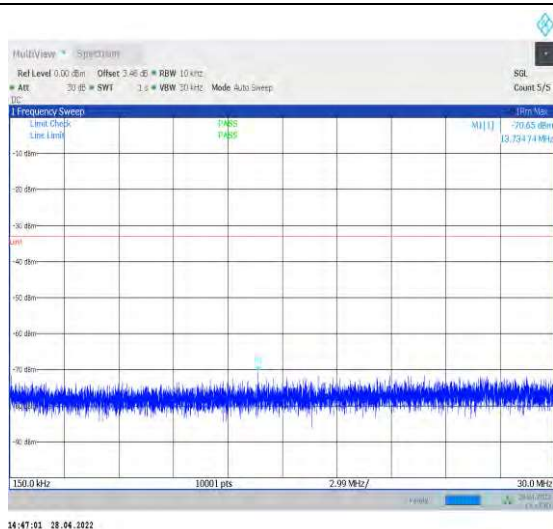 MultiView Spectrum
Ref Level 0.00 dBm Offset 3.46 dB RBW 10 kHz SGL
Att 30 dB SWT 1 s VBW 30 kHz Mode Auto Sweep Count 5/5
DC
1 Frequency Sweep 1Rm Max
Limit Check PASS M1[1] -70.65 dBm
Line Limit PASS 13.73474 MHz
-10 dBm
-20 dBm
-30 dBm
-40 dBm
-50 dBm
-60 dBm
-70 dBm
-90 dBm
150.0 kHz 10001 pts 2.99 MHz/ 30.0 MHz
14:47:01 28.04.2022